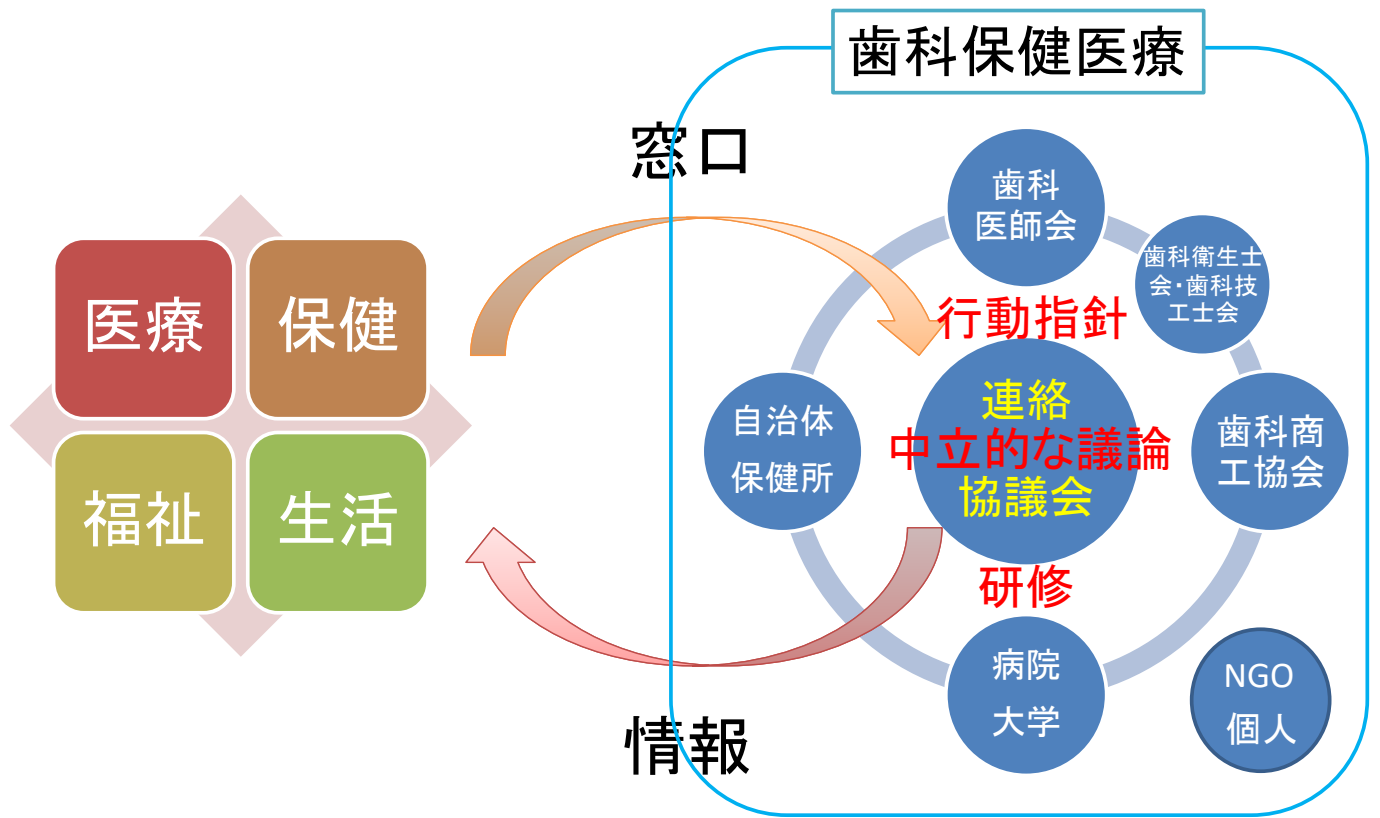 歯科保健医療
窓口
医療
保健
福祉
生活
歯科
医師会
歯科衛生士
会・歯科技
工士会
行動指針
連絡
中立的な議論
協議会
自治体
保健所
歯科商
工協会
研修
病院
大学
NGO
個人
情報